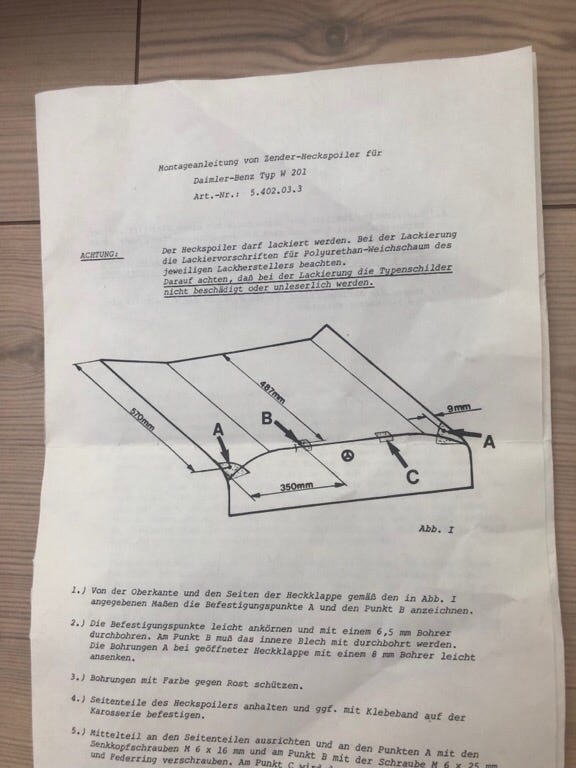 Montageanleitung von Zender-Heckspoiler für
Daimler-Benz Typ W 201
Art.-Nr.: 5.402.03.3
ACHTUNG: Der Heckspoiler darf lackiert werden. Bei der Lackierung
die Lackiervorschriften für Polyurethan-Weichschaum des
jeweiligen Lackherstellers beachten.
Darauf achten, daß bei der Lackierung die Typenschilder
nicht beschädigt oder unleserlich werden.
570mm
487mm
9mm
A
B
A
C
350mm
Abb. I
1.) Von der Oberkante und den Seiten der Heckklappe gemäß den in Abb. I
angegebenen Maßen die Befestigungspunkte A und den Punkt B anzeichnen.
2.) Die Befestigungspunkte leicht ankörnen und mit einem 6,5 mm Bohrer
durchbohren. Am Punkt B muß das innere Blech mit durchbohrt werden.
Die Bohrungen A bei geöffneter Heckklappe mit einem 8 mm Bohrer leicht
ansenken.
3.) Bohrungen mit Farbe gegen Rost schützen.
4.) Seitenteile des Heckspoilers anhalten und ggf. mit Klebeband auf der
Karosserie befestigen.
5.) Mittelteil an den Seitenteilen ausrichten und an den Punkten A mit den
Senkkopfschrauben M 6 x 16 mm und am Punkt B mit der Schraube M 6 x 25 mm
und Federring verschrauben. Am Punkt C wird